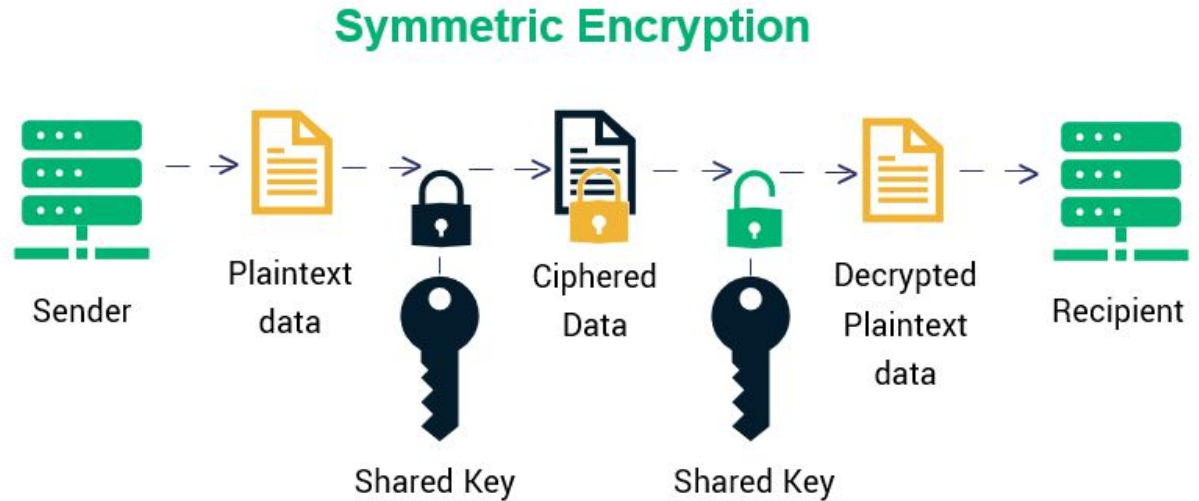 Symmetric Encryption
Sender
Plaintext
data
Shared Key
Ciphered
Data
Shared Key
Decrypted
Plaintext
data
Recipient